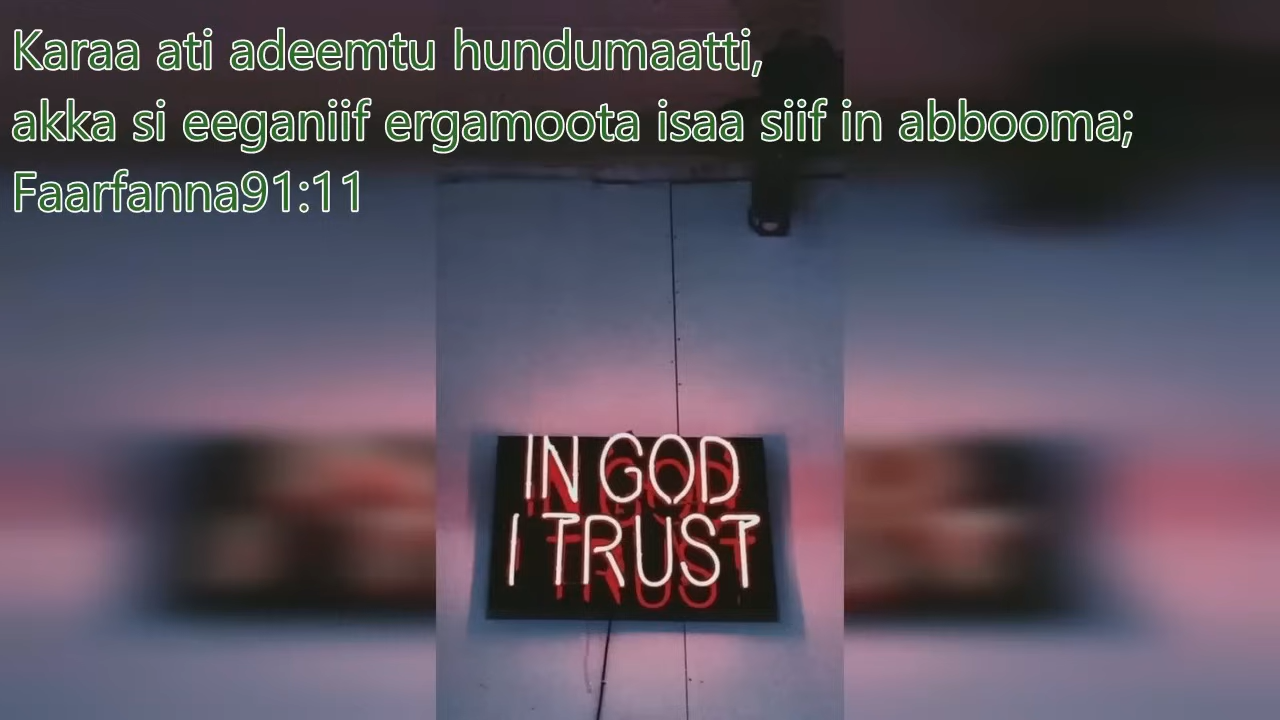 Karaa ati adeemtu hundumaatti,
akka si eeganiif ergamoota isaa siif in abbooma;
Faarfanna91:11
IN GOD
I TRUST